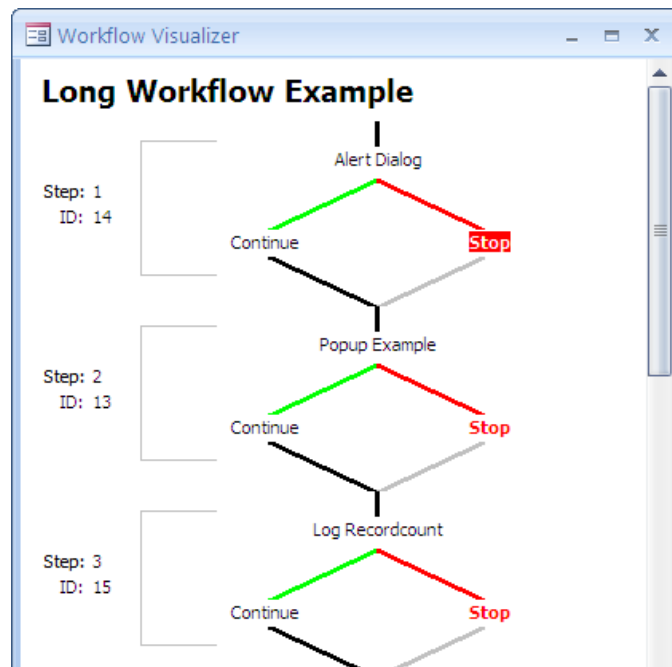 Workflow Visualizer
Long Workflow Example
Alert Dialog
Step: 1
ID: 14
Continue Stop
Popup Example
Step: 2
ID: 13
Continue Stop
Log Recordcount
Step: 3
ID: 15
Continue Stop